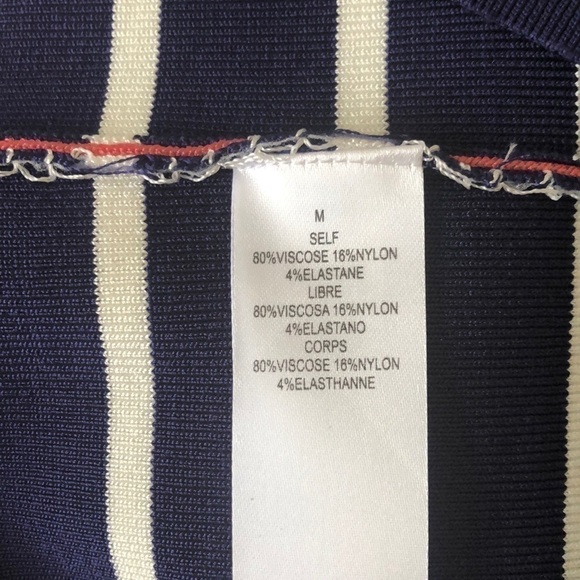 M
SELF
80%VISCOSE 16%NYLON
4%ELASTANE
LIBRE
80%VISCOSA 16%NYLON
4%ELASTANO
CORPS
80%VISCOSE 16%NYLON
4%ELASTHANNE